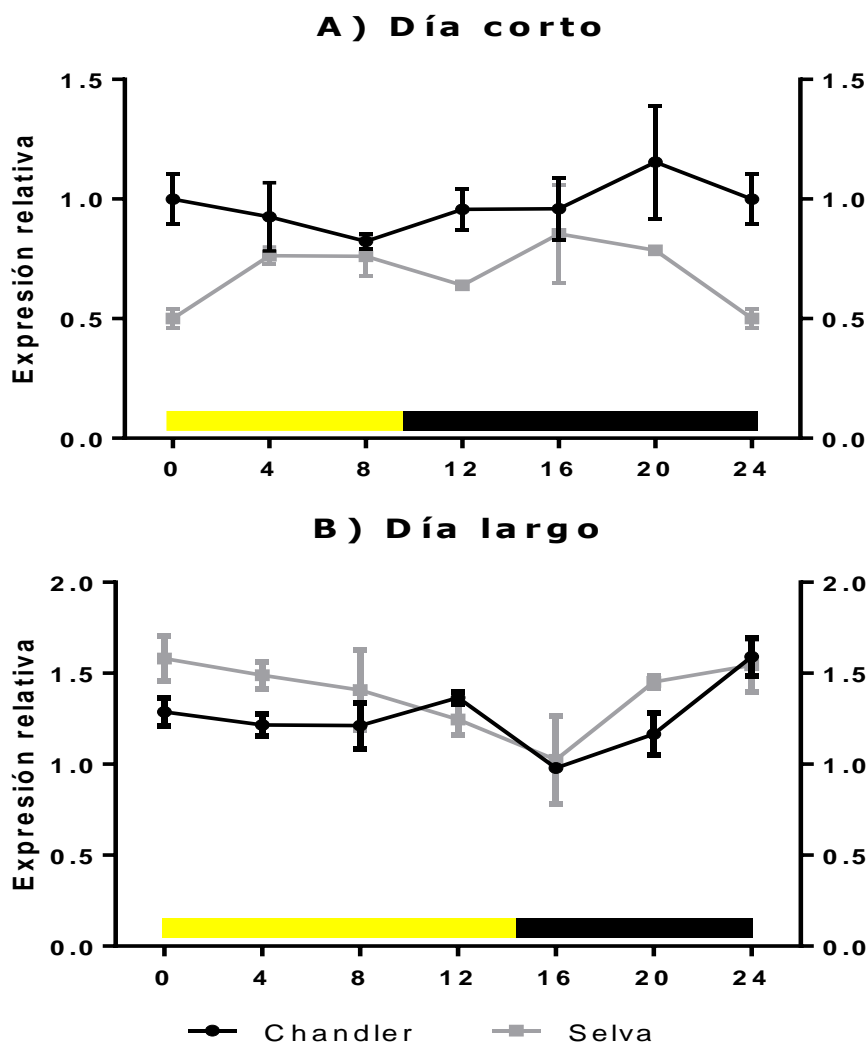 A) Día corto
Expresión relativa
1.5 1.5
1.0 1.0
0.5 0.5
0.0 0.0
0 4 8 12 16 20 24
B) Día largo
Expresión relativa
2.0 2.0
1.5 1.5
1.0 1.0
0.5 0.5
0.0 0.0
0 4 8 12 16 20 24
Chandler Selva